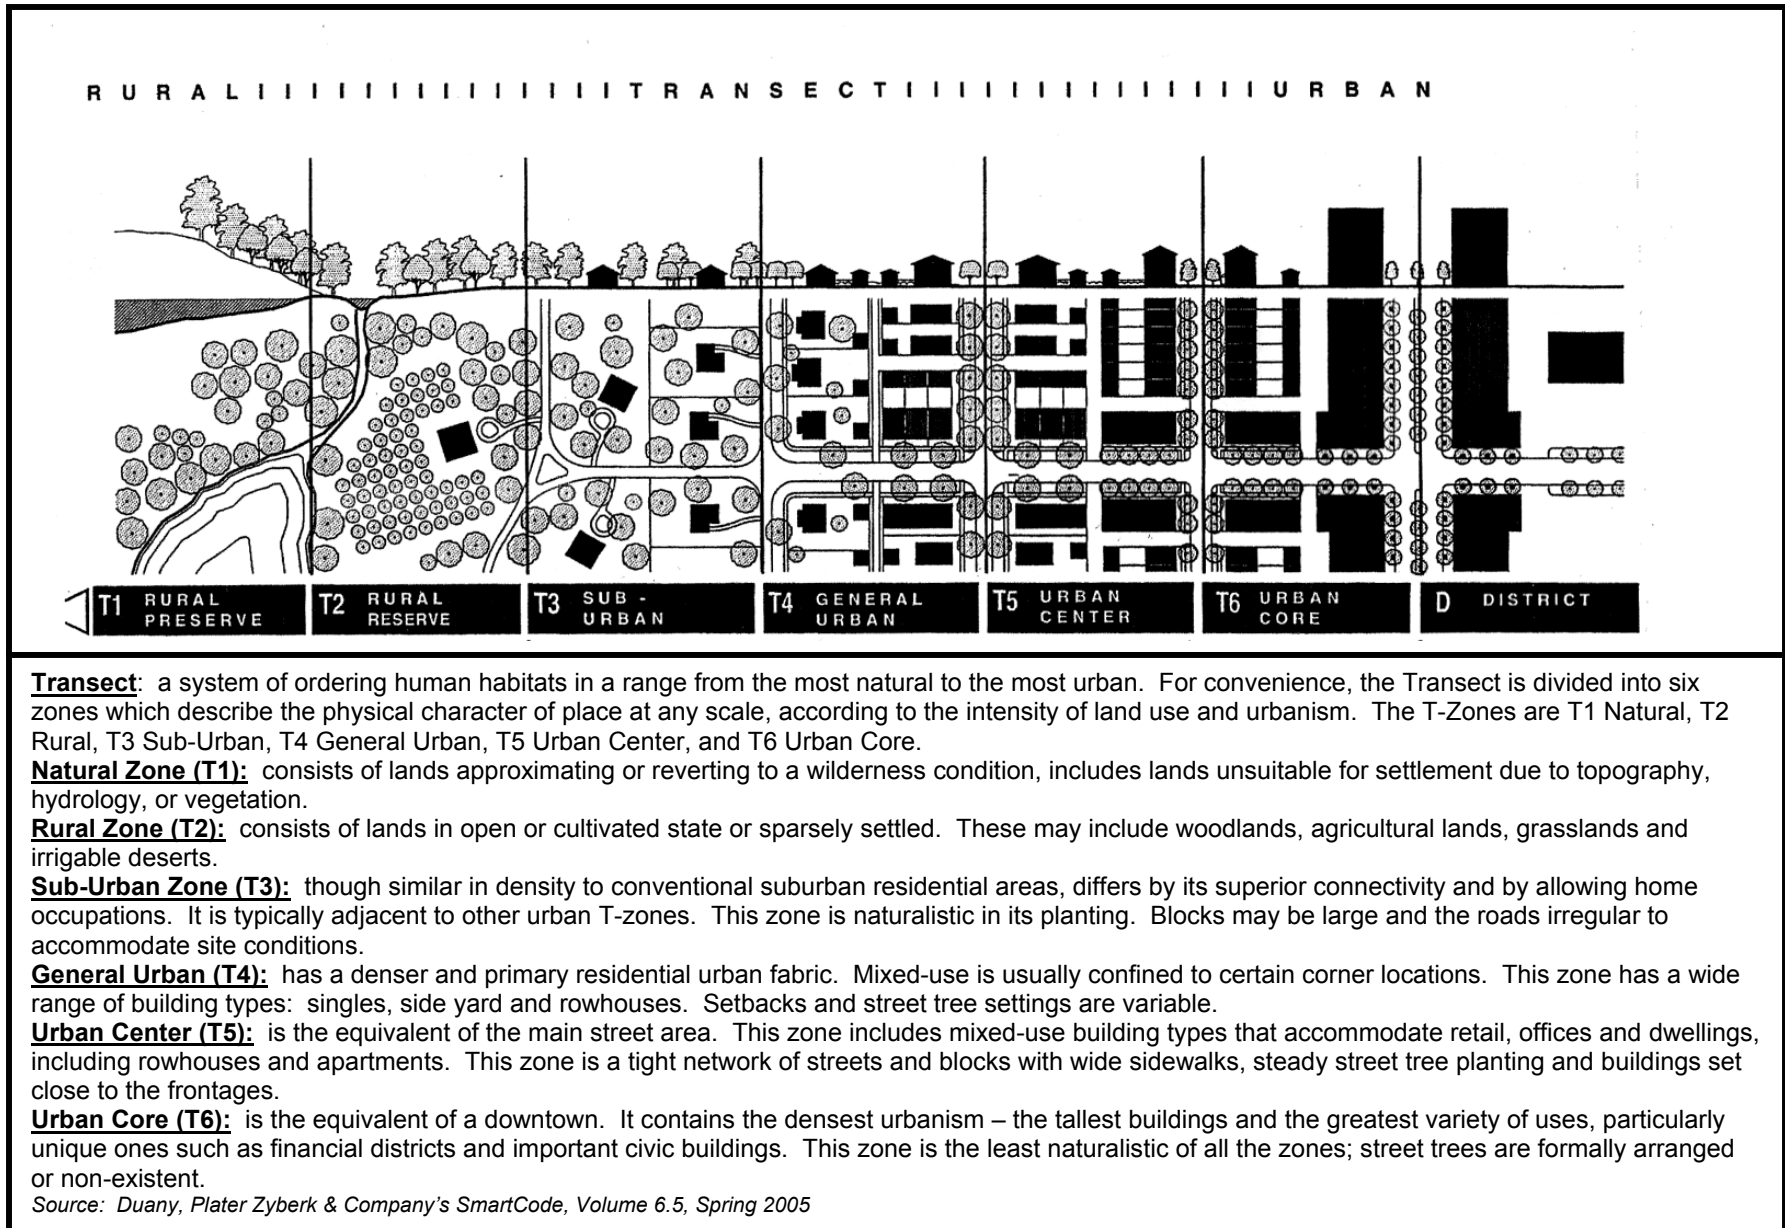 RURAL I I I I I I I I I I I I I I I TRANSECT I I I I I I I I I I I I I I URBAN
T1 RURAL PRESERVE
T2 RURAL RESERVE
T3 SUB-URBAN
T4 GENERAL URBAN
T5 URBAN CENTER
T6 URBAN CORE
D DISTRICT
Transect: a system of ordering human habitats in a range from the most natural to the most urban. For convenience, the Transect is divided into six
zones which describe the physical character of place at any scale, according to the intensity of land use and urbanism. The T-Zones are T1 Natural, T2
Rural, T3 Sub-Urban, T4 General Urban, T5 Urban Center, and T6 Urban Core.
Natural Zone (T1): consists of lands approximating or reverting to a wilderness condition, includes lands unsuitable for settlement due to topography,
hydrology, or vegetation.
Rural Zone (T2): consists of lands in open or cultivated state or sparsely settled. These may include woodlands, agricultural lands, grasslands and
irrigable deserts.
Sub-Urban Zone (T3): though similar in density to conventional suburban residential areas, differs by its superior connectivity and by allowing home
occupations. It is typically adjacent to other urban T-zones. This zone is naturalistic in its planting. Blocks may be large and the roads irregular to
accommodate site conditions.
General Urban (T4): has a denser and primary residential urban fabric. Mixed-use is usually confined to certain corner locations. This zone has a wide
range of building types: singles, side yard and rowhouses. Setbacks and street tree settings are variable.
Urban Center (T5): is the equivalent of the main street area. This zone includes mixed-use building types that accommodate retail, offices and dwellings,
including rowhouses and apartments. This zone is a tight network of streets and blocks with wide sidewalks, steady street tree planting and buildings set
close to the frontages.
Urban Core (T6): is the equivalent of a downtown. It contains the densest urbanism – the tallest buildings and the greatest variety of uses, particularly
unique ones such as financial districts and important civic buildings. This zone is the least naturalistic of all the zones; street trees are formally arranged
or non-existent.
Source: Duany, Plater Zyberk & Company's SmartCode, Volume 6.5, Spring 2005